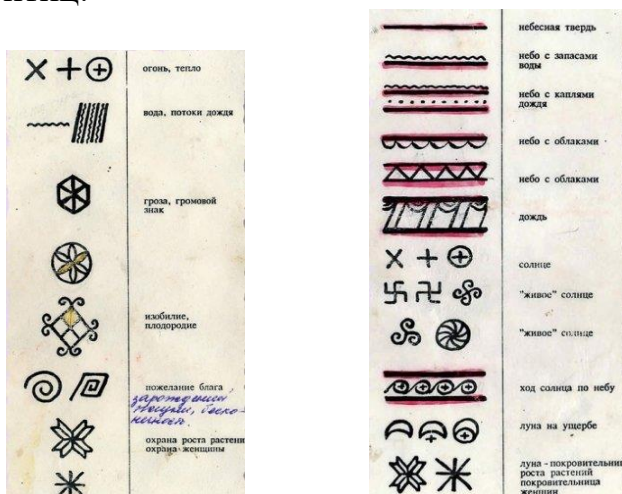 огонь, тепло
вода, потоки дождя
гроза, громовой
знак
изобилие,
плодородие
пожелание блага,
зарождения
охрана роста растени
охрана женщины
небесная твердь
небо с запасами
воды
небо с каплями
дождя
небо с облаками
небо с облаками
дождь
солнце
"живое" солнце
"живое" солнце
ход солнца по небу
луна на ущербе
луна - покровительни
роста растений
покровительница
женщин